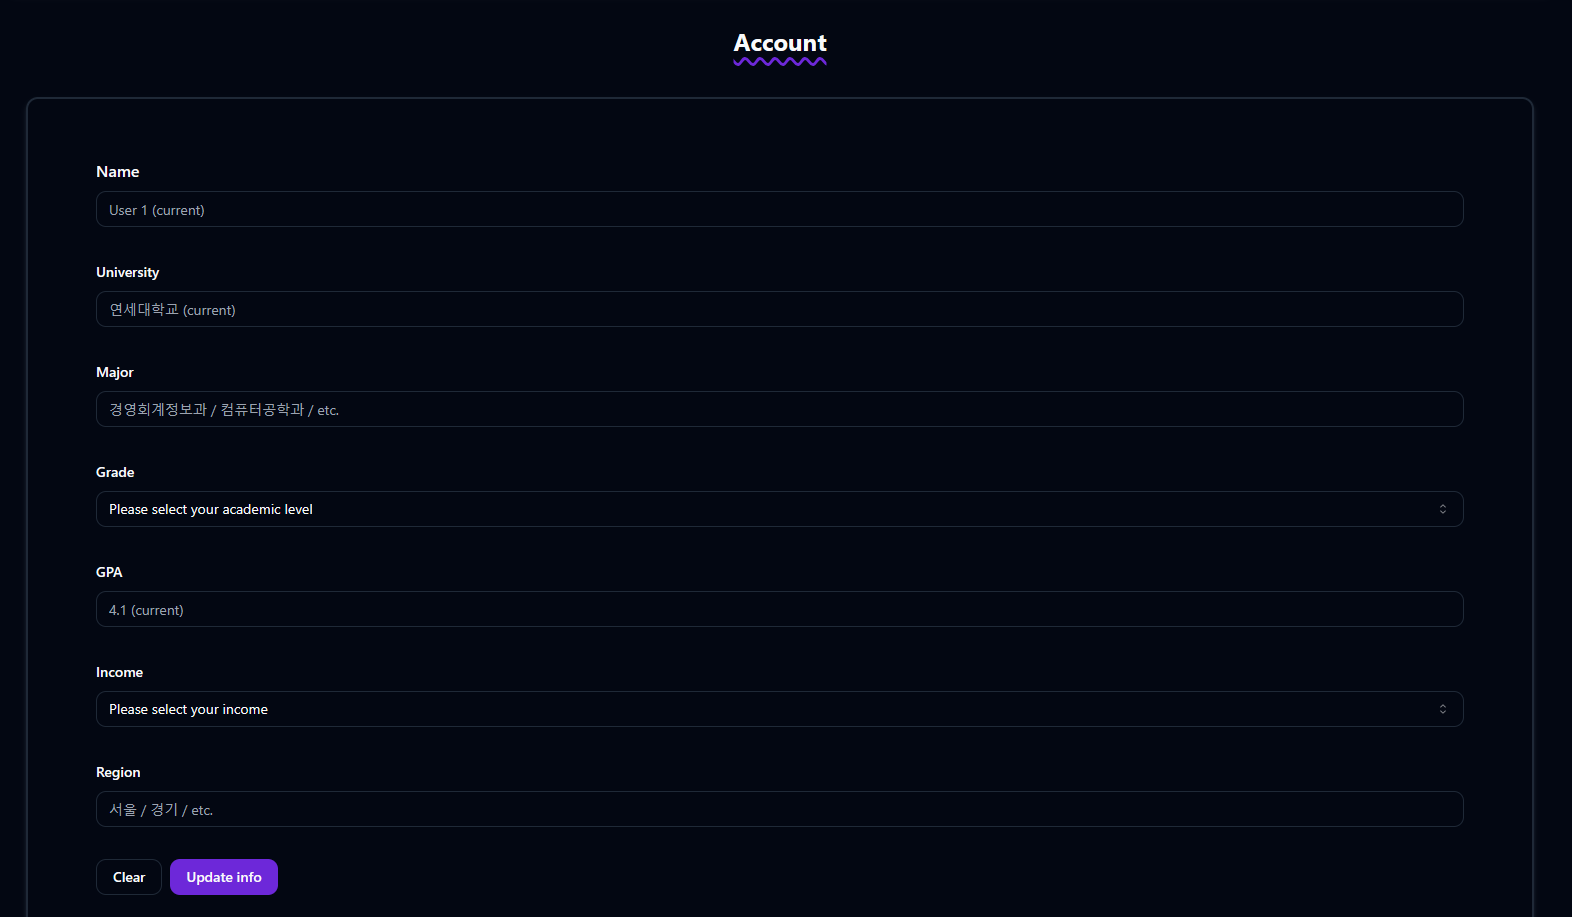 Account
Name
User 1 (current)
University
연세대학교 (current)
Major
경영회계정보과 / 컴퓨터공학과 / etc.
Grade
Please select your academic level
GPA
4.1 (current)
Income
Please select your income
Region
서울 / 경기 / etc.
Clear
Update info